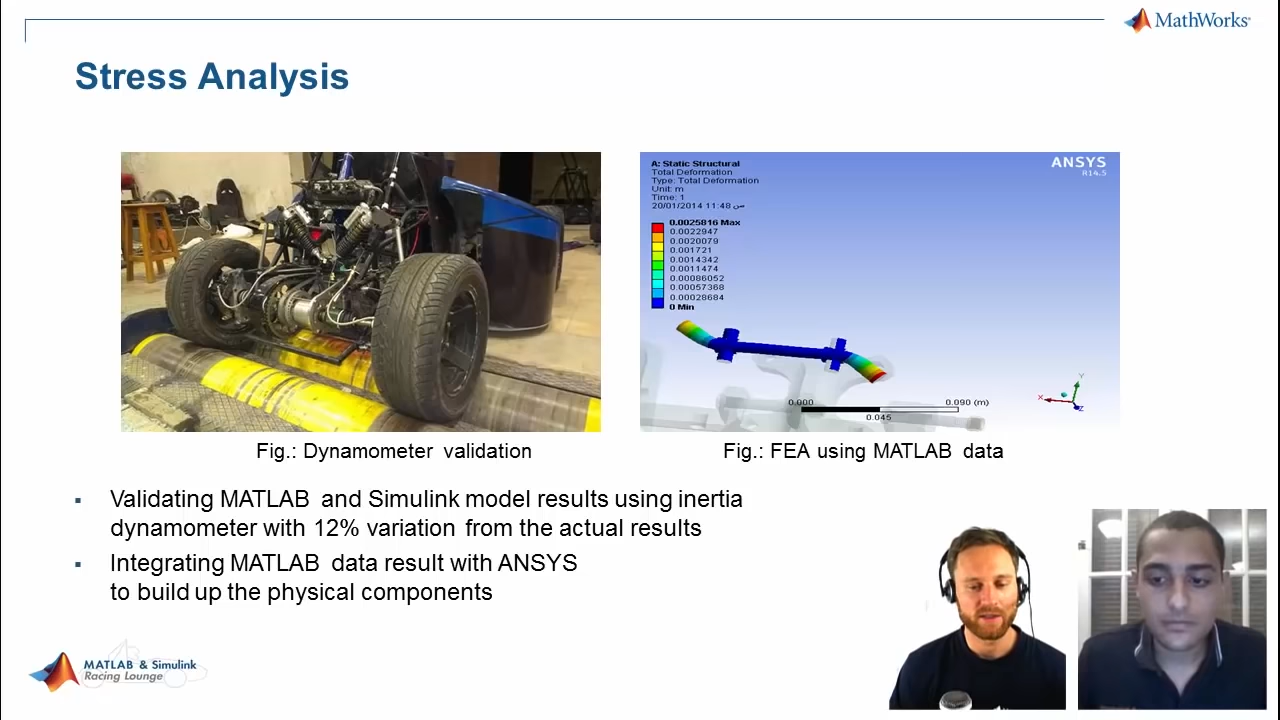 MathWorks®
Stress Analysis
A: Static Structural
Total Deformation
Type: Total Deformation
Unit: m
Time: 1
20/01/2014 11:48 ص
0.0025816 Max
0.0022947
0.0020079
0.001721
0.0014342
0.0011474
0.00086052
0.00057368
0.00028684
0 Min
ANSYS
R14.5
Y
X
Z
0.000
0.090 (m)
0.045
Fig.: Dynamometer validation
Fig.: FEA using MATLAB data
▪ Validating MATLAB and Simulink model results using inertia
dynamometer with 12% variation from the actual results
▪ Integrating MATLAB data result with ANSYS
to build up the physical components
MATLAB & Simulink
Racing Lounge